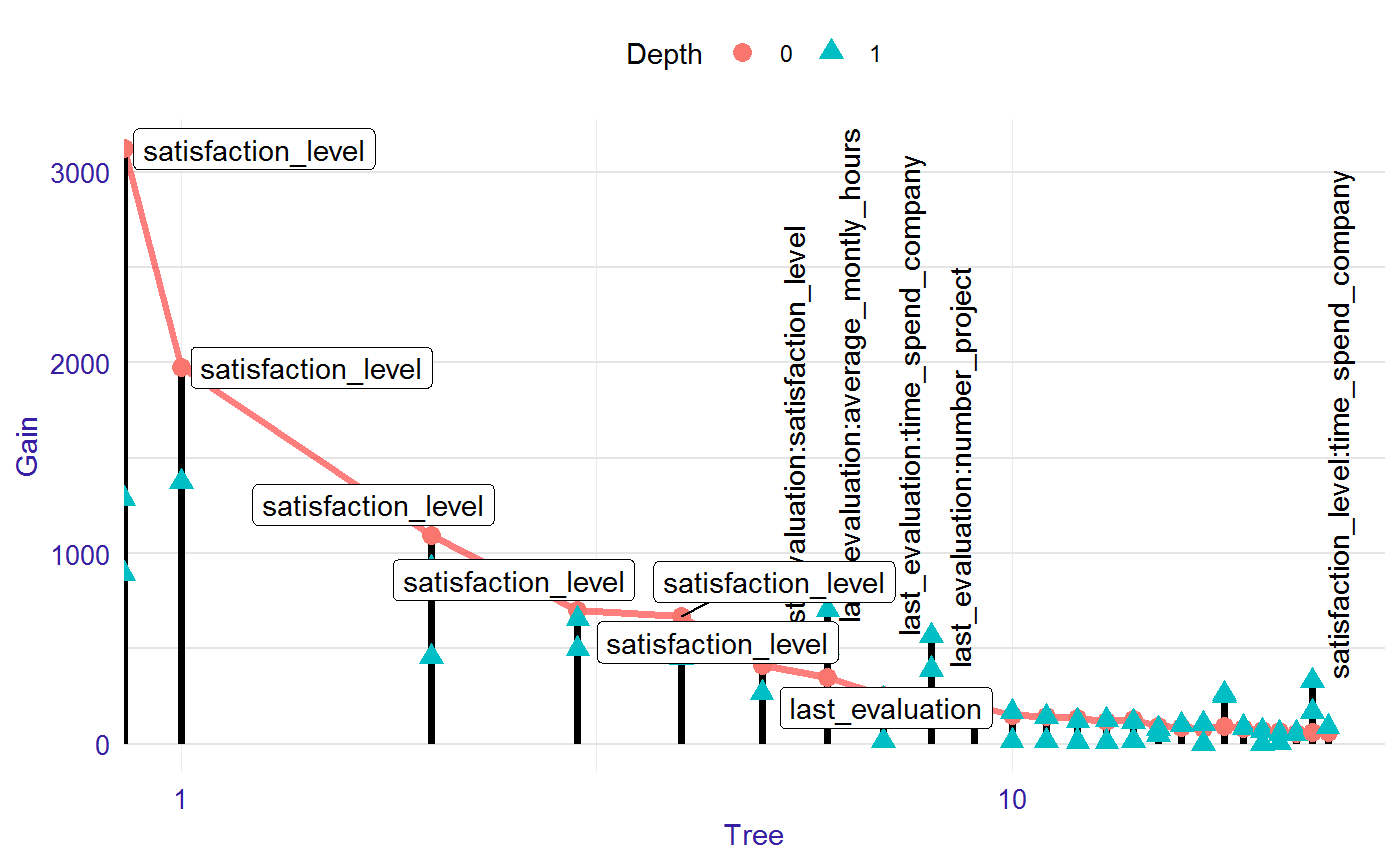 Depth 0 1
3000
2000
1000
0
Gain
satisfaction_level
satisfaction_level
satisfaction_level
satisfaction_level
satisfaction_level
satisfaction_level
last_evaluation
last_evaluation:average_montly_hours
last_evaluation:time_spend_company
last_evaluation:number_project
satisfaction_level:time_spend_company
1 10
Tree